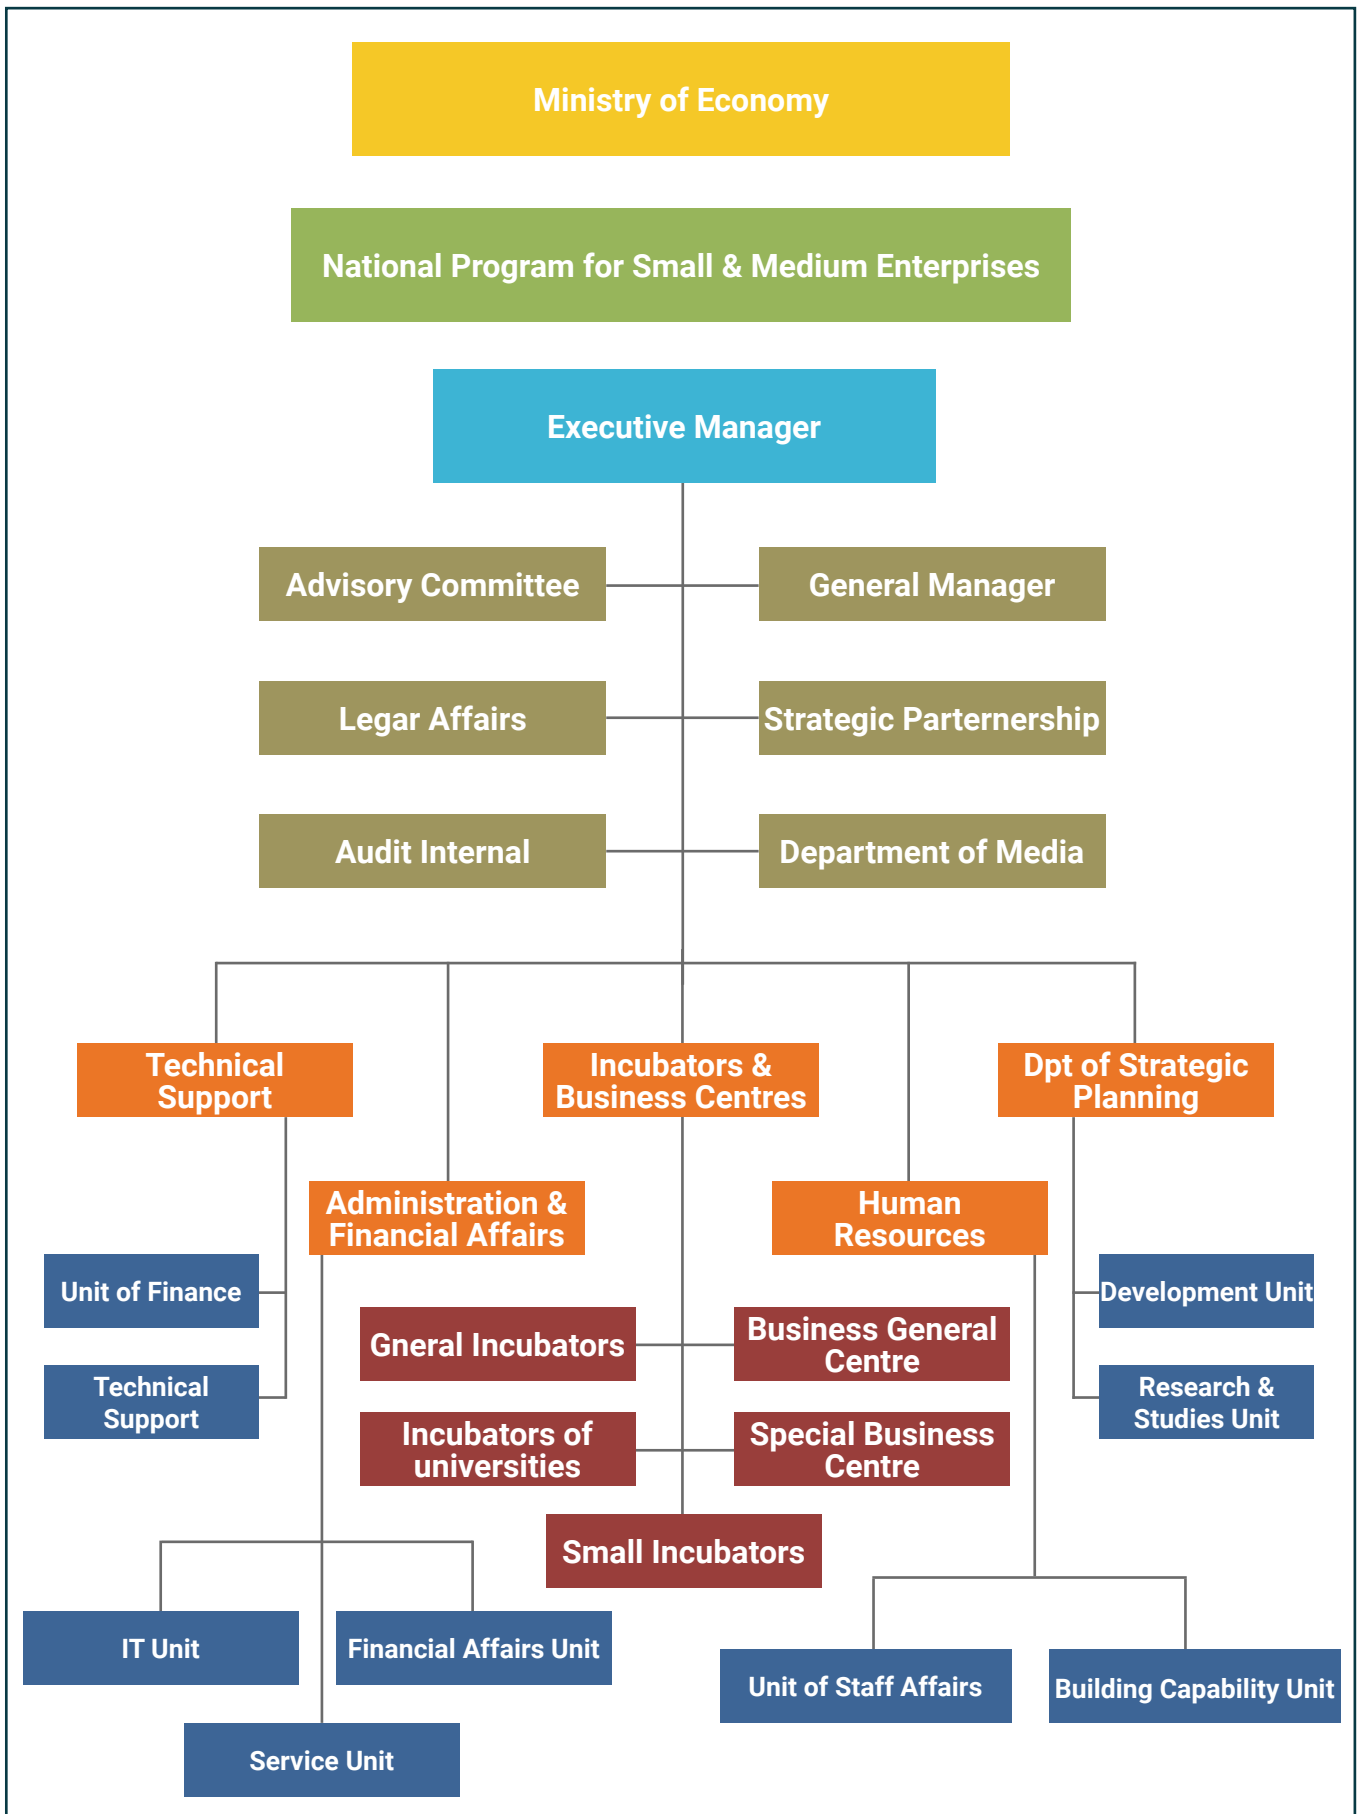 Ministry of Economy
National Program for Small & Medium Enterprises
Executive Manager
Advisory Committee
General Manager
Legar Affairs
Strategic Parternership
Audit Internal
Department of Media
Technical
Support
Incubators &
Business Centres
Dpt of Strategic
Planning
Administration &
Financial Affairs
Human
Resources
Unit of Finance
Development Unit
Gneral Incubators
Business General
Centre
Technical
Support
Research &
Studies Unit
Incubators of
universities
Special Business
Centre
Small Incubators
IT Unit
Financial Affairs Unit
Unit of Staff Affairs
Building Capability Unit
Service Unit